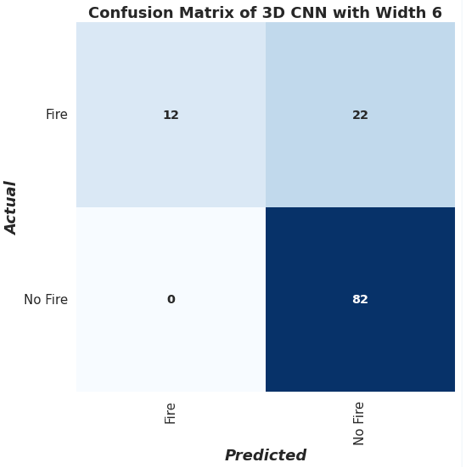 Confusion Matrix of 3D CNN with Width 6
Fire
12
22
Actual
No Fire
0
82
Fire
No Fire
Predicted